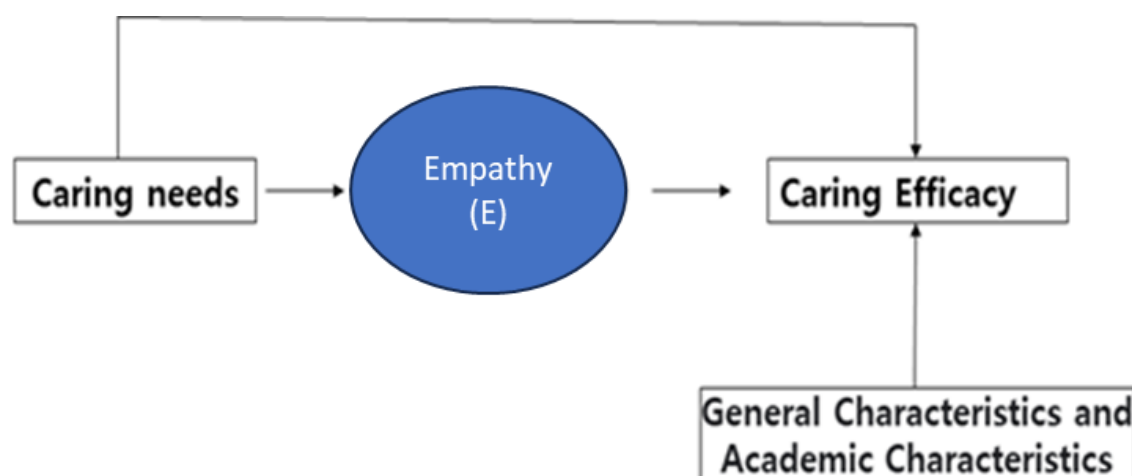 Empathy
(E)
Caring needs
Caring Efficacy
General Characteristics and
Academic Characteristics